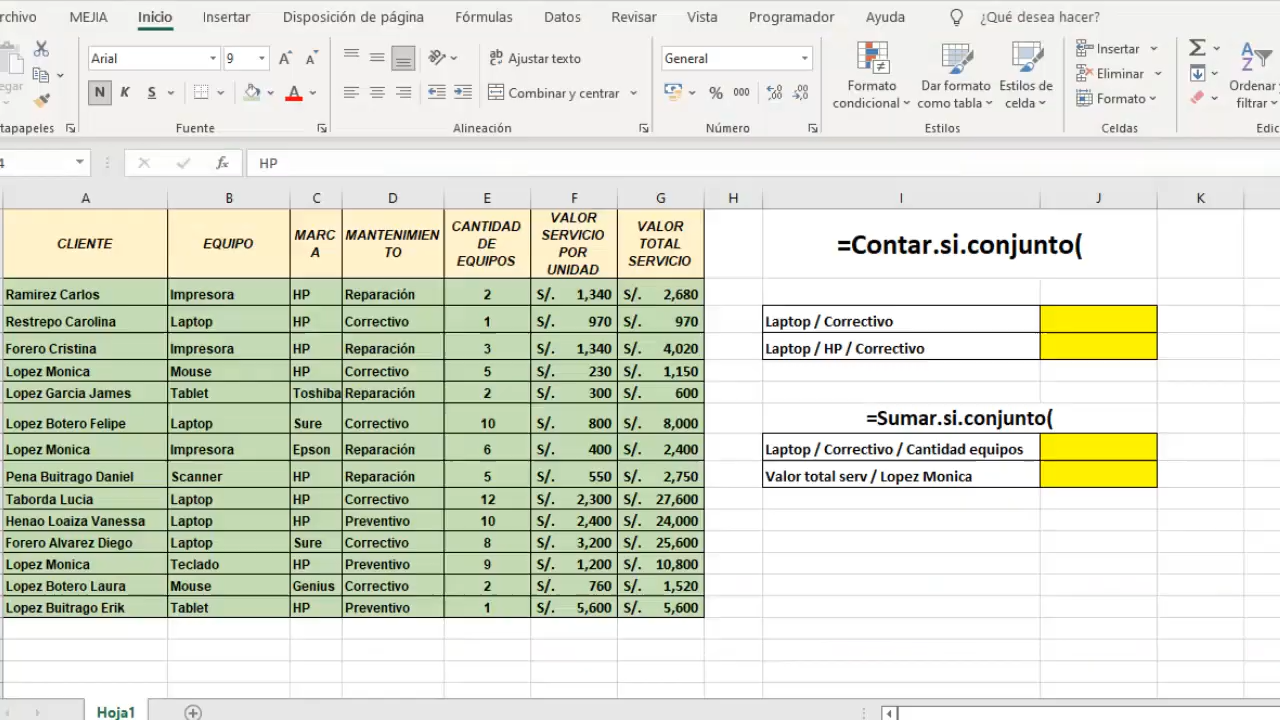 rchivo MEJIA Inicio Insertar Disposición de página Fórmulas Datos Revisar Vista Programador Ayuda ¿Qué desea hacer?
Arial 9 A A ab Ajustar texto General Insertar Σ A Z
egar N K S A Combinar y centrar % 000 Formato condicional Dar formato como tabla Estilos de celda Eliminar Formato Ordenar y filtrar
rtapapeles Fuente Alineación Número Estilos Celdas Edic
4 fx HP
A B C D E F G H I J K
CLIENTE EQUIPO MARCA MANTENIMIENTO CANTIDAD DE EQUIPOS VALOR SERVICIO POR UNIDAD VALOR TOTAL SERVICIO =Contar.si.conjunto(
Ramirez Carlos Impresora HP Reparación 2 S/. 1,340 S/. 2,680
Restrepo Carolina Laptop HP Correctivo 1 S/. 970 S/. 970 Laptop / Correctivo
Forero Cristina Impresora HP Reparación 3 S/. 1,340 S/. 4,020 Laptop / HP / Correctivo
Lopez Monica Mouse HP Correctivo 5 S/. 230 S/. 1,150
Lopez Garcia James Tablet Toshiba Reparación 2 S/. 300 S/. 600
Lopez Botero Felipe Laptop Sure Correctivo 10 S/. 800 S/. 8,000 =Sumar.si.conjunto(
Lopez Monica Impresora Epson Reparación 6 S/. 400 S/. 2,400 Laptop / Correctivo / Cantidad equipos
Pena Buitrago Daniel Scanner HP Reparación 5 S/. 550 S/. 2,750 Valor total serv / Lopez Monica
Taborda Lucia Laptop HP Correctivo 12 S/. 2,300 S/. 27,600
Henao Loaiza Vanessa Laptop HP Preventivo 10 S/. 2,400 S/. 24,000
Forero Alvarez Diego Laptop Sure Correctivo 8 S/. 3,200 S/. 25,600
Lopez Monica Teclado HP Preventivo 9 S/. 1,200 S/. 10,800
Lopez Botero Laura Mouse Genius Correctivo 2 S/. 760 S/. 1,520
Lopez Buitrago Erik Tablet HP Preventivo 1 S/. 5,600 S/. 5,600
Hoja1